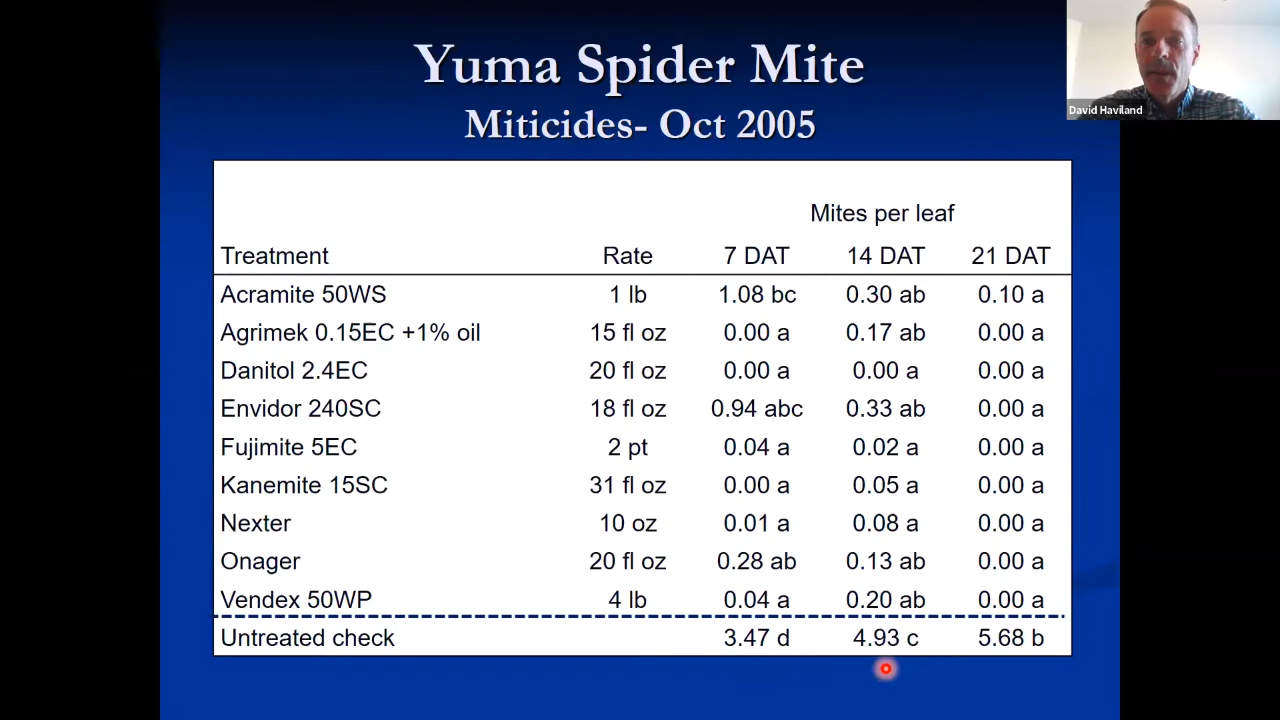 Yuma Spider Mite
Miticides- Oct 2005
David Haviland
Mites per leaf
Treatment Rate 7 DAT 14 DAT 21 DAT
Acramite 50WS 1 lb 1.08 bc 0.30 ab 0.10 a
Agrimek 0.15EC +1% oil 15 fl oz 0.00 a 0.17 ab 0.00 a
Danitol 2.4EC 20 fl oz 0.00 a 0.00 a 0.00 a
Envidor 240SC 18 fl oz 0.94 abc 0.33 ab 0.00 a
Fujimite 5EC 2 pt 0.04 a 0.02 a 0.00 a
Kanemite 15SC 31 fl oz 0.00 a 0.05 a 0.00 a
Nexter 10 oz 0.01 a 0.08 a 0.00 a
Onager 20 fl oz 0.28 ab 0.13 ab 0.00 a
Vendex 50WP 4 lb 0.04 a 0.20 ab 0.00 a
Untreated check 3.47 d 4.93 c 5.68 b